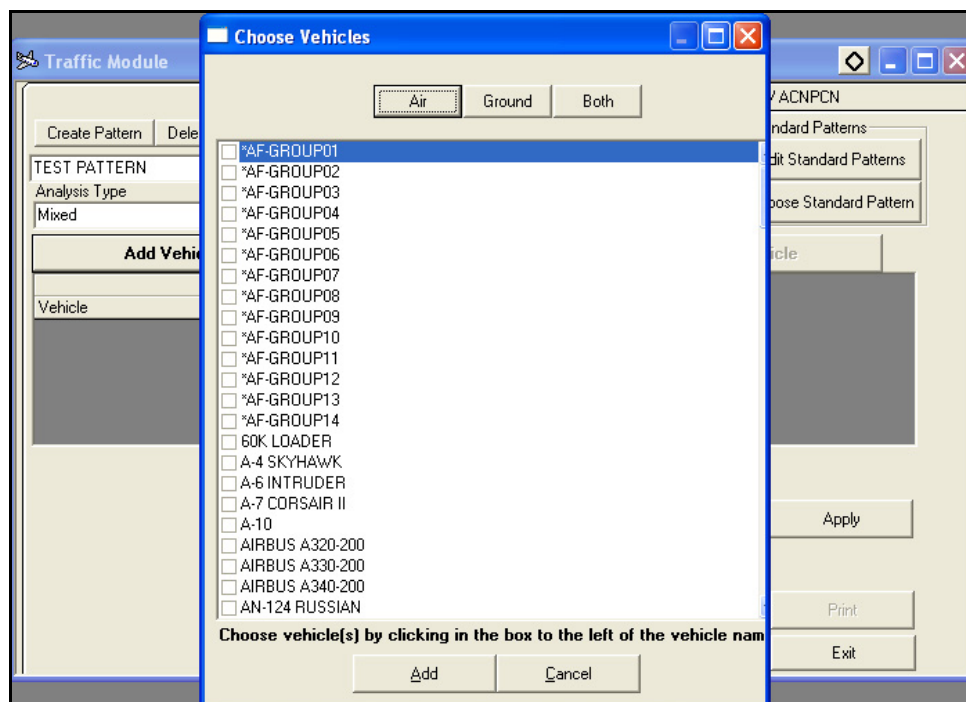 Choose Vehicles
Traffic Module
Air Ground Both
ACNPCN
Create Pattern
ndard Patterns
TEST PATTERN
dit Standard Patterns
Analysis Type
Mixed
oose Standard Pattern
Add Vehi
icle
Vehicle
*AF-GROUP01
*AF-GROUP02
*AF-GROUP03
*AF-GROUP04
*AF-GROUP05
*AF-GROUP06
*AF-GROUP07
*AF-GROUP08
*AF-GROUP09
*AF-GROUP10
*AF-GROUP11
*AF-GROUP12
*AF-GROUP13
*AF-GROUP14
60K LOADER
A-4 SKYHAWK
A-6 INTRUDER
A-7 CORSAIR II
A-10
AIRBUS A320-200
AIRBUS A330-200
AIRBUS A340-200
AN-124 RUSSIAN
Choose vehicle(s) by clicking in the box to the left of the vehicle nam
Add Cancel
Apply
Print
Exit